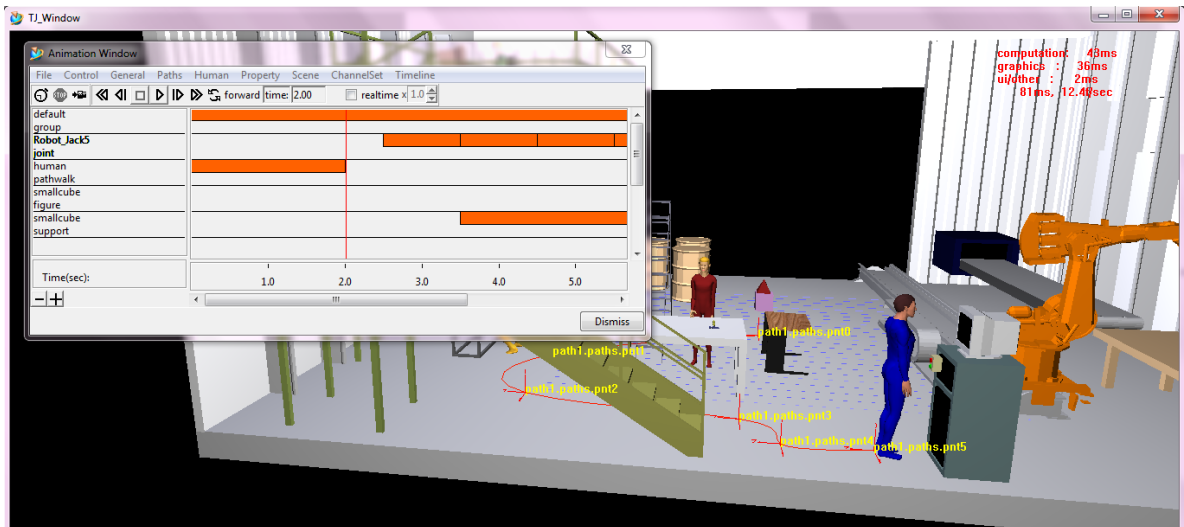 TJ_Window
Animation Window
File Control General Paths Human Property Scene ChannelSet Timeline
STOP forward time: 2.00 realtime x 1.0
default
group
Robot_Jack5
joint
human
pathwalk
smallcube
figure
smallcube
support
Time(sec):
1.0 2.0 3.0 4.0 5.0
Dismiss
computation: 43ms
graphics : 36ms
ui/other : 2ms
path1.paths.pnt0
path1.paths.pnt1
path1.paths.pnt2
path1.paths.pnt3
path1.paths.pnt4
path1.paths.pnt5